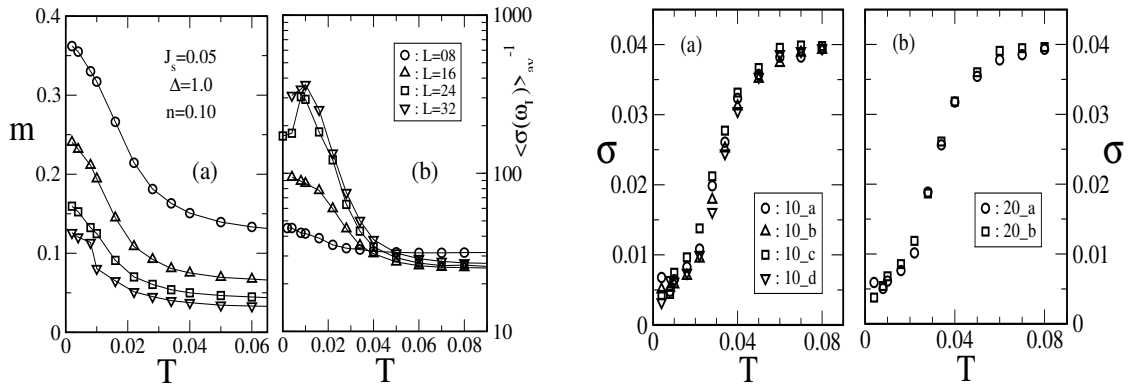 0.4
0.3
0.2
0.1
0
m
J_s=0.05
Δ=1.0
n=0.10
(a)
0 0.02 0.04 0.06
T
○ : L=08
△ : L=16
□ : L=24
▽ : L=32
(b)
0 0.02 0.04 0.06 0.08
T
1000
100
10
<σ(ω_I)>_av^-1
(a)
0.04
0.03
0.02
0.01
0
σ
○ : 10_a
△ : 10_b
□ : 10_c
▽ : 10_d
0 0.04 0.08
T
(b)
○ : 20_a
□ : 20_b
0 0.04 0.08
T
0.04
0.03
0.02
0.01
0
σ